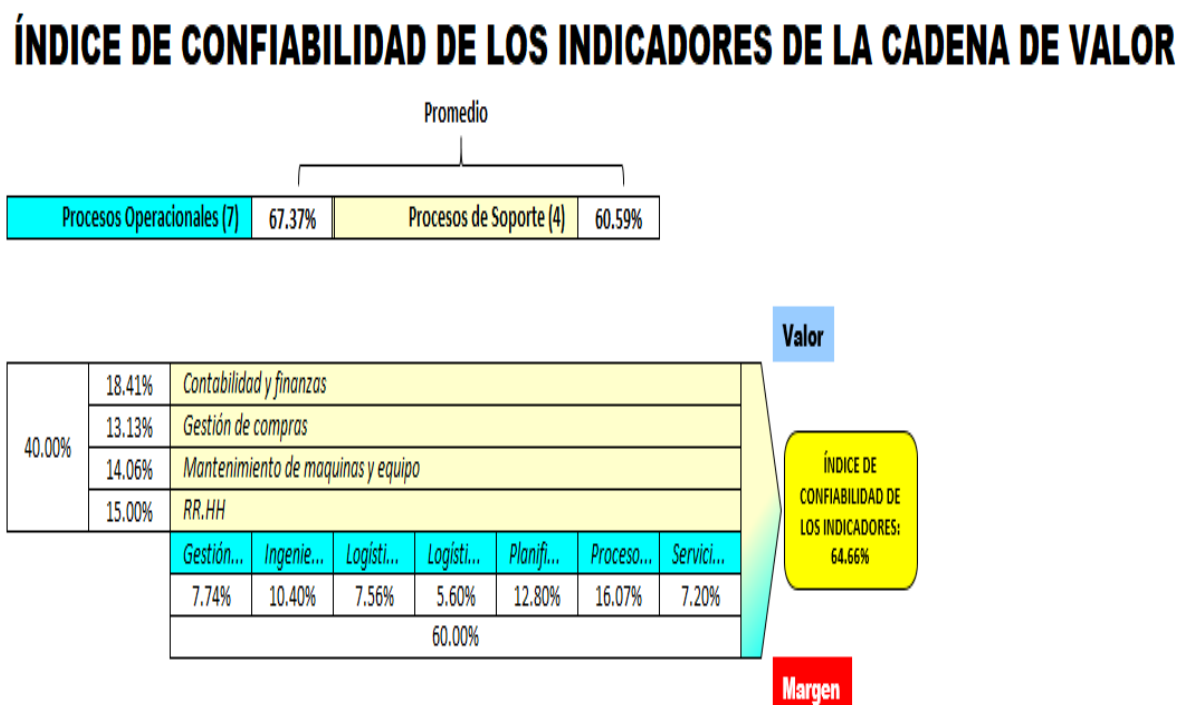 ÍNDICE DE CONFIABILIDAD DE LOS INDICADORES DE LA CADENA DE VALOR
Promedio
Procesos Operacionales (7) 67.37% Procesos de Soporte (4) 60.59%
Valor
40.00%
18.41% Contabilidad y finanzas
13.13% Gestión de compras
14.06% Mantenimiento de maquinas y equipo
15.00% RR.HH
Gestión... Ingenie... Logísti... Logísti... Planifi... Proceso... Servici...
7.74% 10.40% 7.56% 5.60% 12.80% 16.07% 7.20%
60.00%
ÍNDICE DE
CONFIABILIDAD DE
LOS INDICADORES:
64.66%
Margen